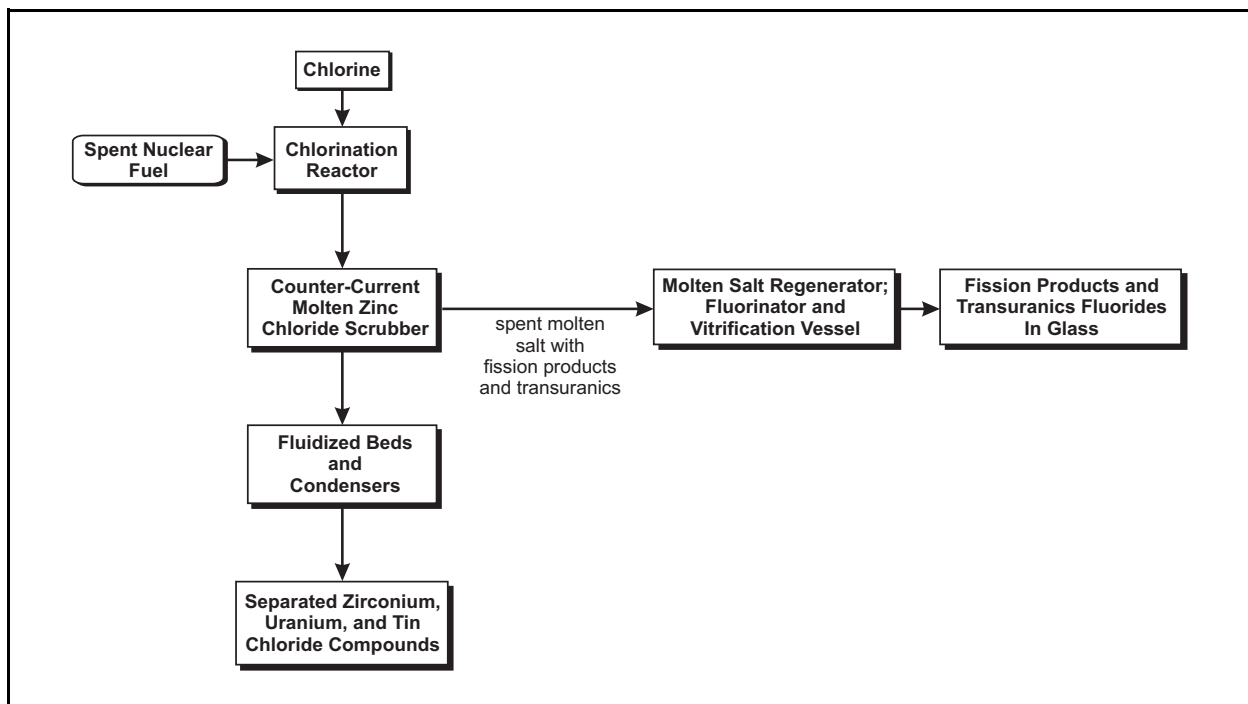 Chlorine
Spent Nuclear
Fuel
Chlorination
Reactor
Counter-Current
Molten Zinc
Chloride Scrubber
spent molten
salt with
fission products
and transuranics
Molten Salt Regenerator;
Fluorinator and
Vitrification Vessel
Fission Products and
Transuranics Fluorides
In Glass
Fluidized Beds
and
Condensers
Separated Zirconium,
Uranium, and Tin
Chloride Compounds